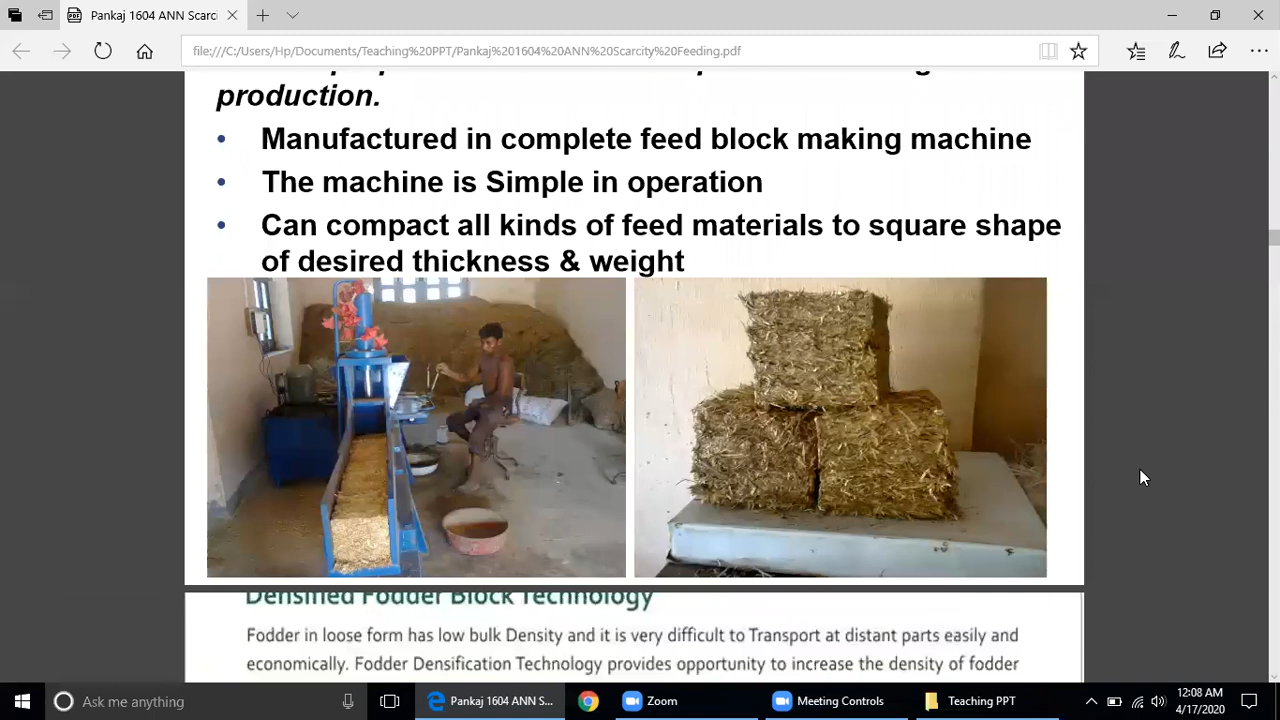 Pankaj 1604 ANN Scarci
file:///C:/Users/Hp/Documents/Teaching%20PPT/Pankaj%201604%20ANN%20Scarcity%20Feeding.pdf
production.
• Manufactured in complete feed block making machine
• The machine is Simple in operation
• Can compact all kinds of feed materials to square shape
of desired thickness & weight
Densified Fodder Block Technology
Fodder in loose form has low bulk Density and it is very difficult to Transport at distant parts easily and
economically. Fodder Densification Technology provides opportunity to increase the density of fodder
Ask me anything
Pankaj 1604 ANN S...
Zoom
Meeting Controls
Teaching PPT
12:08 AM
4/17/2020